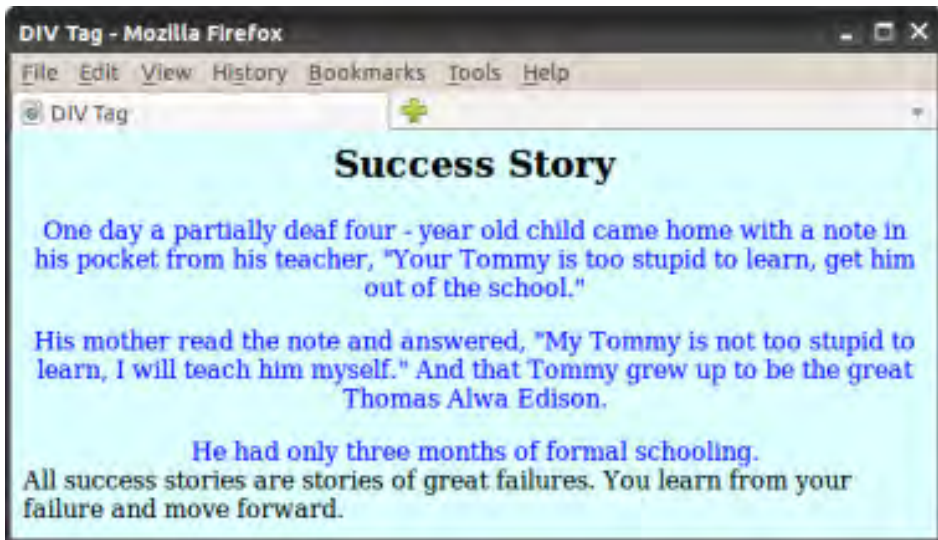 DIV Tag - Mozilla Firefox
File Edit View History Bookmarks Tools Help
DIV Tag
Success Story
One day a partially deaf four - year old child came home with a note in
his pocket from his teacher, "Your Tommy is too stupid to learn, get him
out of the school."
His mother read the note and answered, "My Tommy is not too stupid to
learn, I will teach him myself." And that Tommy grew up to be the great
Thomas Alwa Edison.
He had only three months of formal schooling.
All success stories are stories of great failures. You learn from your
failure and move forward.